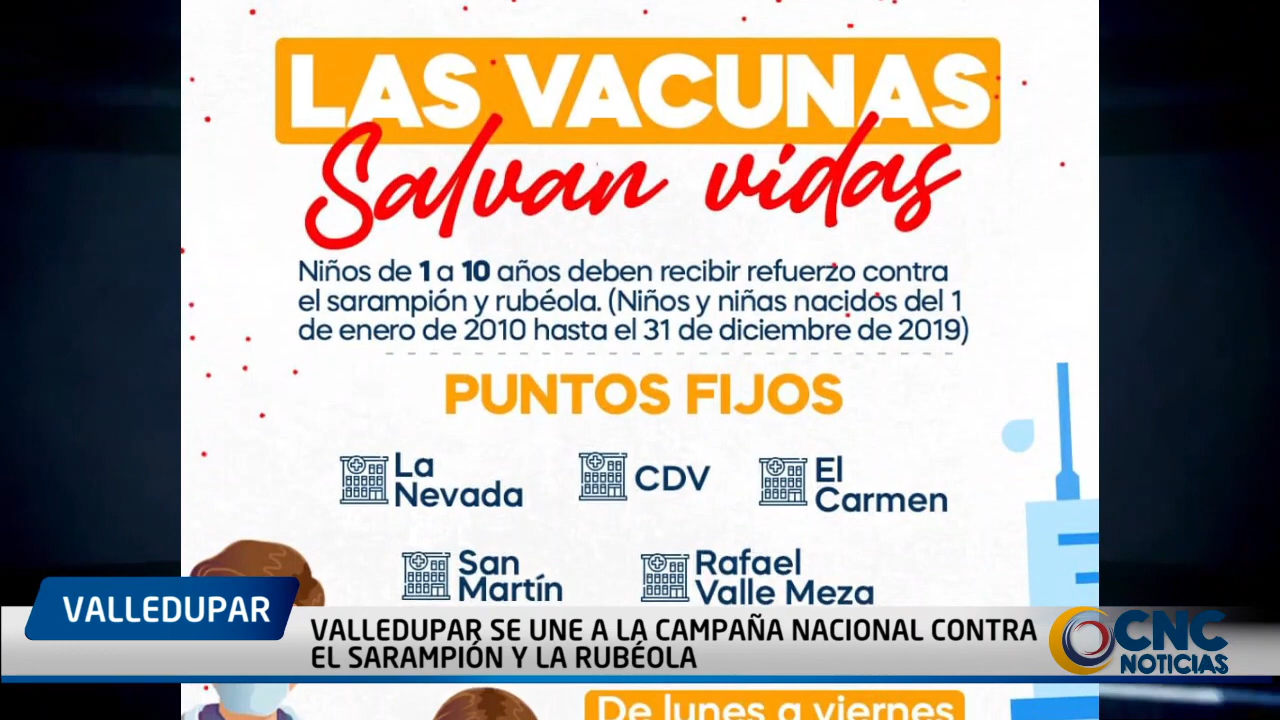 LAS VACUNAS
Salvan vidas
Niños de 1 a 10 años deben recibir refuerzo contra
el sarampión y rubéola. (Niños y niñas nacidos del 1
de enero de 2010 hasta el 31 de diciembre de 2019)
PUNTOS FIJOS
La
Nevada
CDV
El
Carmen
San
Martín
Rafael
Valle Meza
VALLEDUPAR
VALLEDUPAR SE UNE A LA CAMPAÑA NACIONAL CONTRA
EL SARAMPIÓN Y LA RUBÉOLA
CNC
NOTICIAS
De lunes a viernes